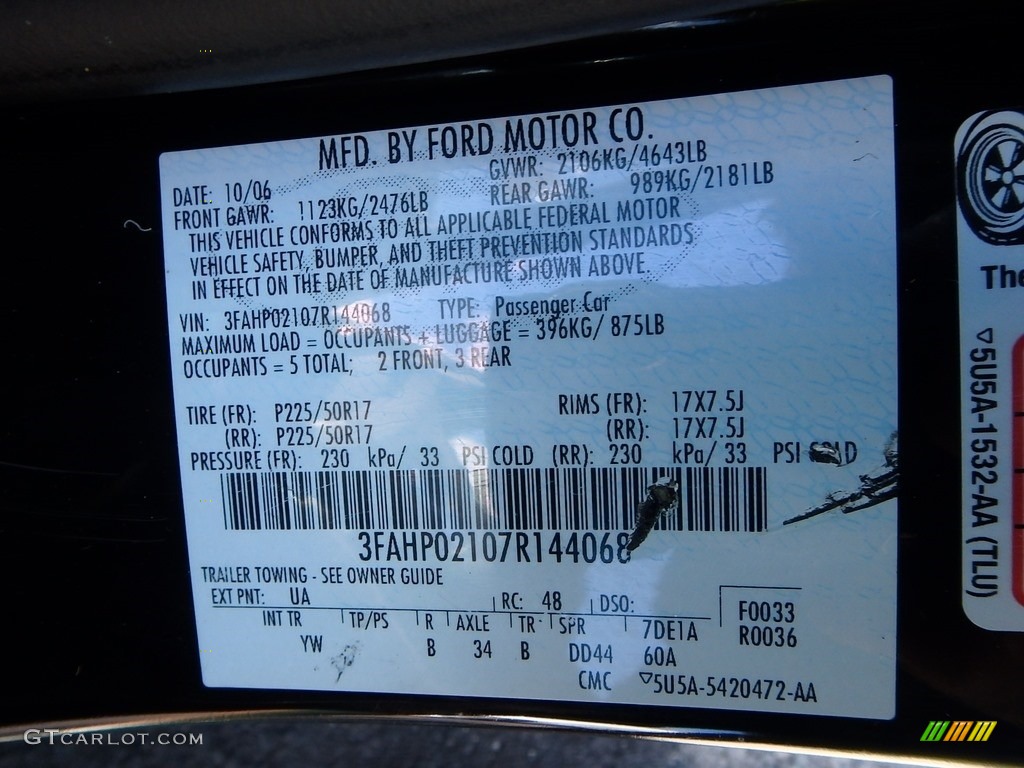 MFD. BY FORD MOTOR CO.
DATE: 10/06 GVWR: 2106KG/4643LB
FRONT GAWR: 1123KG/2476LB REAR GAWR: 989KG/2181LB
THIS VEHICLE CONFORMS TO ALL APPLICABLE FEDERAL MOTOR
VEHICLE SAFETY, BUMPER, AND THEFT PREVENTION STANDARDS
IN EFFECT ON THE DATE OF MANUFACTURE SHOWN ABOVE
VIN: 3FAHP02107R144068 TYPE: Passenger Car
MAXIMUM LOAD = OCCUPANTS + LUGGAGE = 396KG/ 875LB
OCCUPANTS = 5 TOTAL; 2 FRONT, 3 REAR
TIRE (FR): P225/50R17 RIMS (FR): 17X7.5J
(RR): P225/50R17 (RR): 17X7.5J
PRESSURE (FR): 230 kPa/ 33 PSI COLD (RR): 230 kPa/ 33 PSI COLD
3FAHP02107R144068
TRAILER TOWING - SEE OWNER GUIDE
EXT PNT: UA RC: 48 DSO: F0033
INT TR TP/PS R AXLE TR SPR 7DE1A R0036
YW B 34 B DD44 60A
CMC ▽5U5A-5420472-AA
The
▽5U5A-1532-AA (TLU)
GTCARLOT.COM